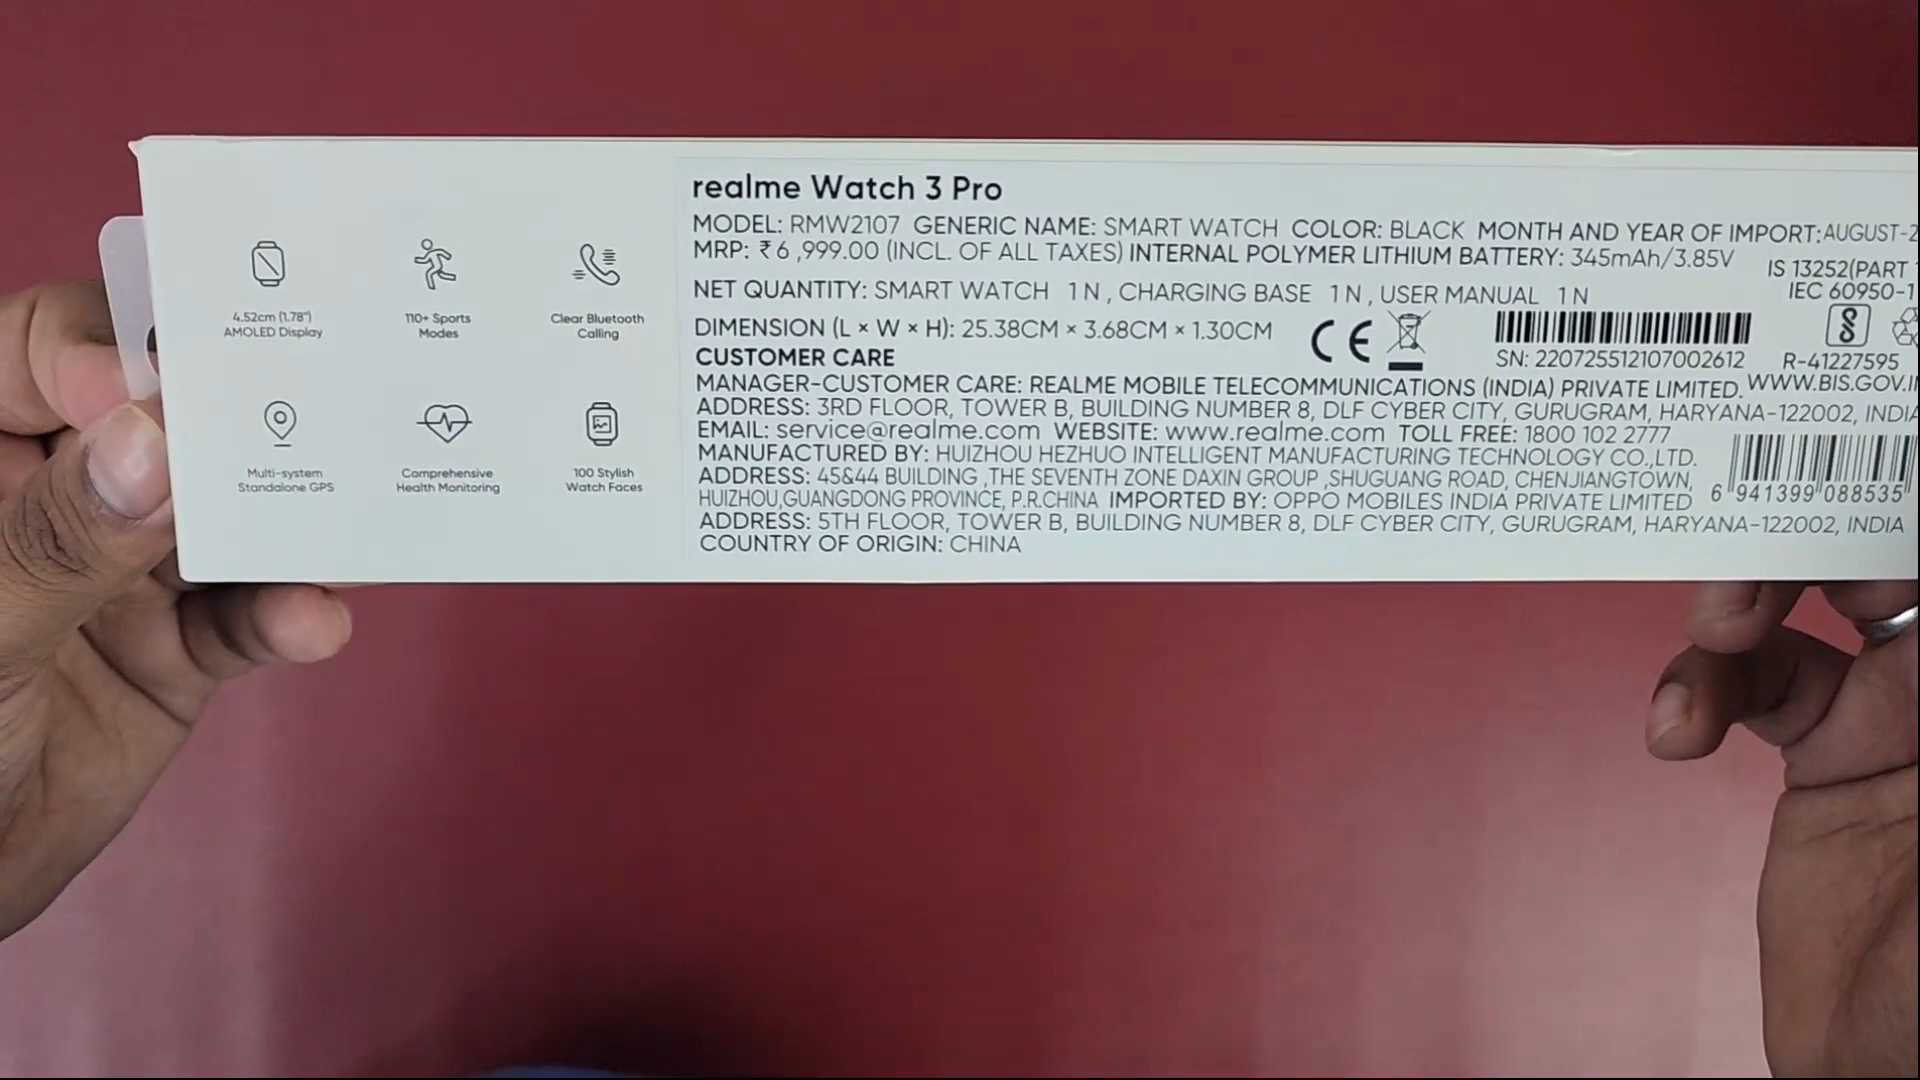 4.52cm (1.78")
AMOLED Display
110+ Sports
Modes
Clear Bluetooth
Calling
Multi-system
Standalone GPS
Comprehensive
Health Monitoring
100 Stylish
Watch Faces
realme Watch 3 Pro
MODEL: RMW2107 GENERIC NAME: SMART WATCH COLOR: BLACK MONTH AND YEAR OF IMPORT:AUGUST-2
MRP: ₹6,999.00 (INCL. OF ALL TAXES) INTERNAL POLYMER LITHIUM BATTERY: 345mAh/3.85V
NET QUANTITY: SMART WATCH 1 N , CHARGING BASE 1 N , USER MANUAL 1 N
DIMENSION (L × W × H): 25.38CM × 3.68CM × 1.30CM
CE
SN: 220725512107002612
IS 13252(PART 1
IEC 60950-1
R-41227595
WWW.BIS.GOV.I
CUSTOMER CARE
MANAGER-CUSTOMER CARE: REALME MOBILE TELECOMMUNICATIONS (INDIA) PRIVATE LIMITED.
ADDRESS: 3RD FLOOR, TOWER B, BUILDING NUMBER 8, DLF CYBER CITY, GURUGRAM, HARYANA-122002, INDIA
EMAIL: service@realme.com WEBSITE: www.realme.com TOLL FREE: 1800 102 2777
MANUFACTURED BY: HUIZHOU HEZHUO INTELLIGENT MANUFACTURING TECHNOLOGY CO.,LTD.
ADDRESS: 45&44 BUILDING ,THE SEVENTH ZONE DAXIN GROUP ,SHUGUANG ROAD, CHENJIANGTOWN,
HUIZHOU,GUANGDONG PROVINCE, P.R.CHINA IMPORTED BY: OPPO MOBILES INDIA PRIVATE LIMITED
6 941399 088535
ADDRESS: 5TH FLOOR, TOWER B, BUILDING NUMBER 8, DLF CYBER CITY, GURUGRAM, HARYANA-122002, INDIA
COUNTRY OF ORIGIN: CHINA